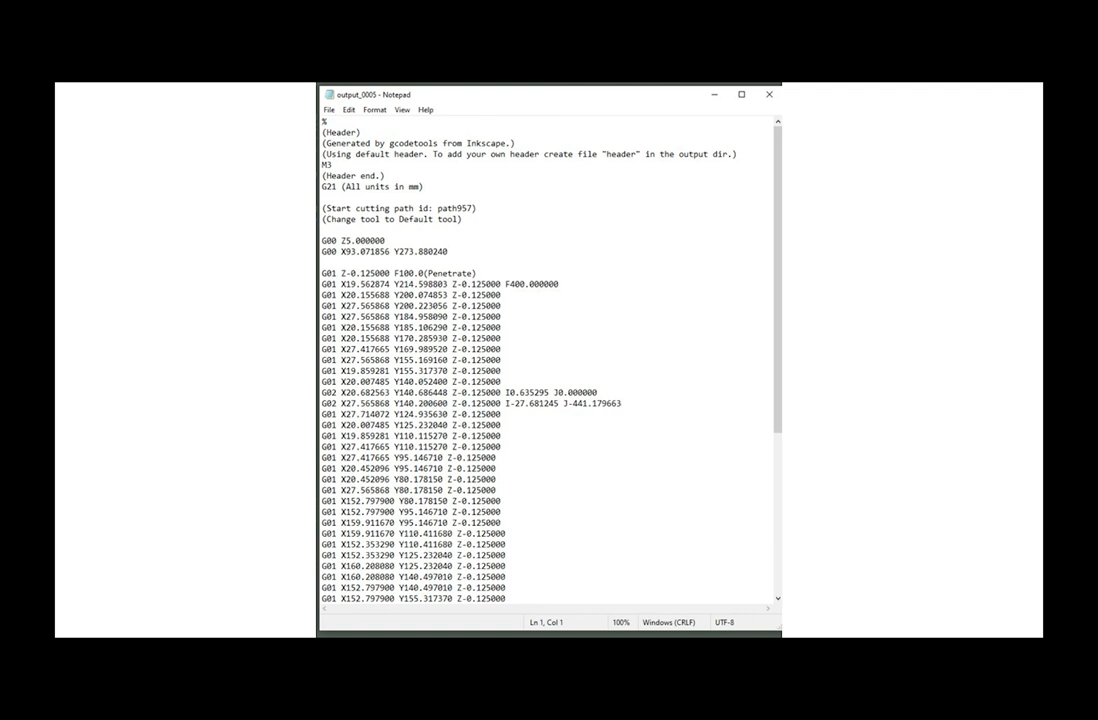 output_0005 - Notepad
File Edit Format View Help
%
(Header)
(Generated by gcodetools from Inkscape.)
(Using default header. To add your own header create file "header" in the output dir.)
M3
(Header end.)
G21 (All units in mm)
(Start cutting path id: path957)
(Change tool to Default tool)
G00 Z5.000000
G00 X93.071856 Y273.880240
G01 Z-0.125000 F100.0(Penetrate)
G01 X19.562874 Y214.598803 Z-0.125000 F400.000000
G01 X20.155688 Y200.074853 Z-0.125000
G01 X27.565868 Y200.223056 Z-0.125000
G01 X27.565868 Y184.958090 Z-0.125000
G01 X20.155688 Y185.106290 Z-0.125000
G01 X20.155688 Y170.285930 Z-0.125000
G01 X27.417665 Y169.989520 Z-0.125000
G01 X27.565868 Y155.169160 Z-0.125000
G01 X19.859281 Y155.317370 Z-0.125000
G01 X20.007485 Y140.052400 Z-0.125000
G02 X20.682563 Y140.686448 Z-0.125000 I0.635295 J0.000000
G02 X27.565868 Y140.200600 Z-0.125000 I-27.681245 J-441.179663
G01 X27.714072 Y124.935630 Z-0.125000
G01 X20.007485 Y125.232040 Z-0.125000
G01 X19.859281 Y110.115270 Z-0.125000
G01 X27.417665 Y110.115270 Z-0.125000
G01 X27.417665 Y95.146710 Z-0.125000
G01 X20.452096 Y95.146710 Z-0.125000
G01 X20.452096 Y80.178150 Z-0.125000
G01 X27.565868 Y80.178150 Z-0.125000
G01 X152.797900 Y80.178150 Z-0.125000
G01 X152.797900 Y95.146710 Z-0.125000
G01 X159.911670 Y95.146710 Z-0.125000
G01 X159.911670 Y110.411680 Z-0.125000
G01 X152.353290 Y110.411680 Z-0.125000
G01 X152.353290 Y125.232040 Z-0.125000
G01 X160.208080 Y125.232040 Z-0.125000
G01 X160.208080 Y140.497010 Z-0.125000
G01 X152.797900 Y140.497010 Z-0.125000
G01 X152.797900 Y155.317370 Z-0.125000
Ln 1, Col 1 100% Windows (CRLF) UTF-8